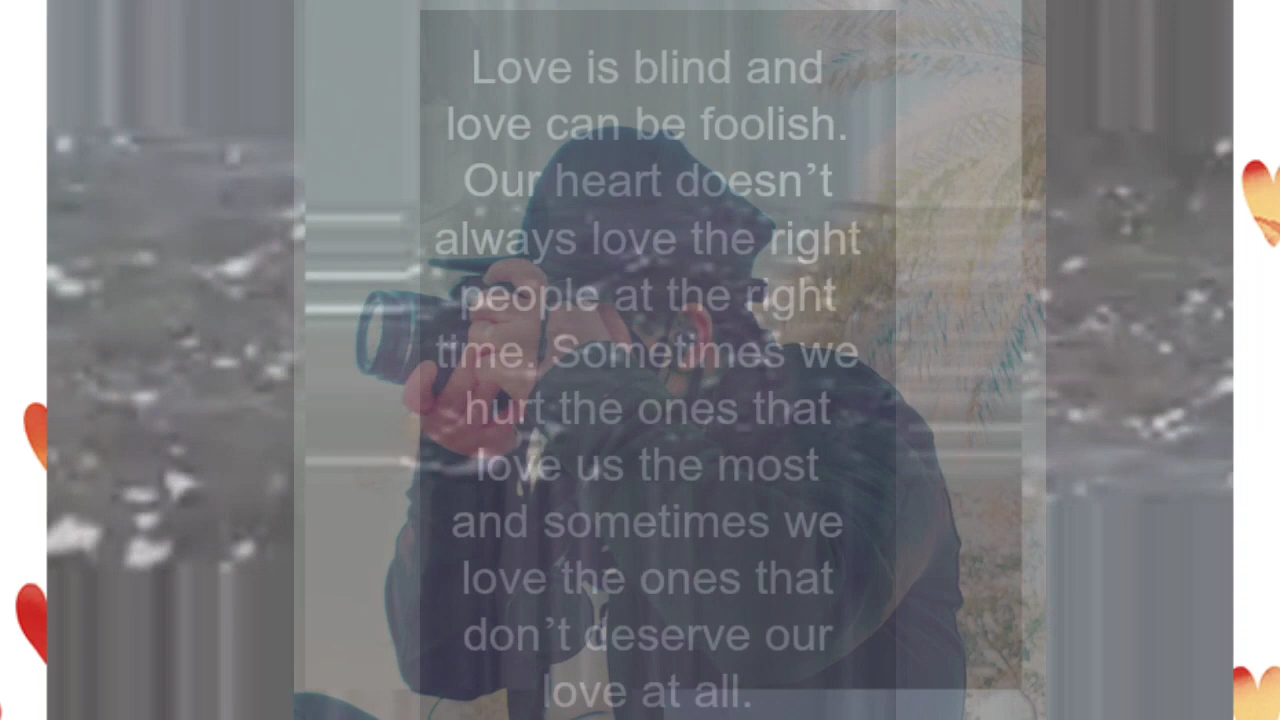 Love is blind and
love can be foolish.
Our heart doesn’t
always love the right
people at the right
time. Sometimes we
hurt the ones that
love us the most
and sometimes we
love the ones that
don’t deserve our
love at all.